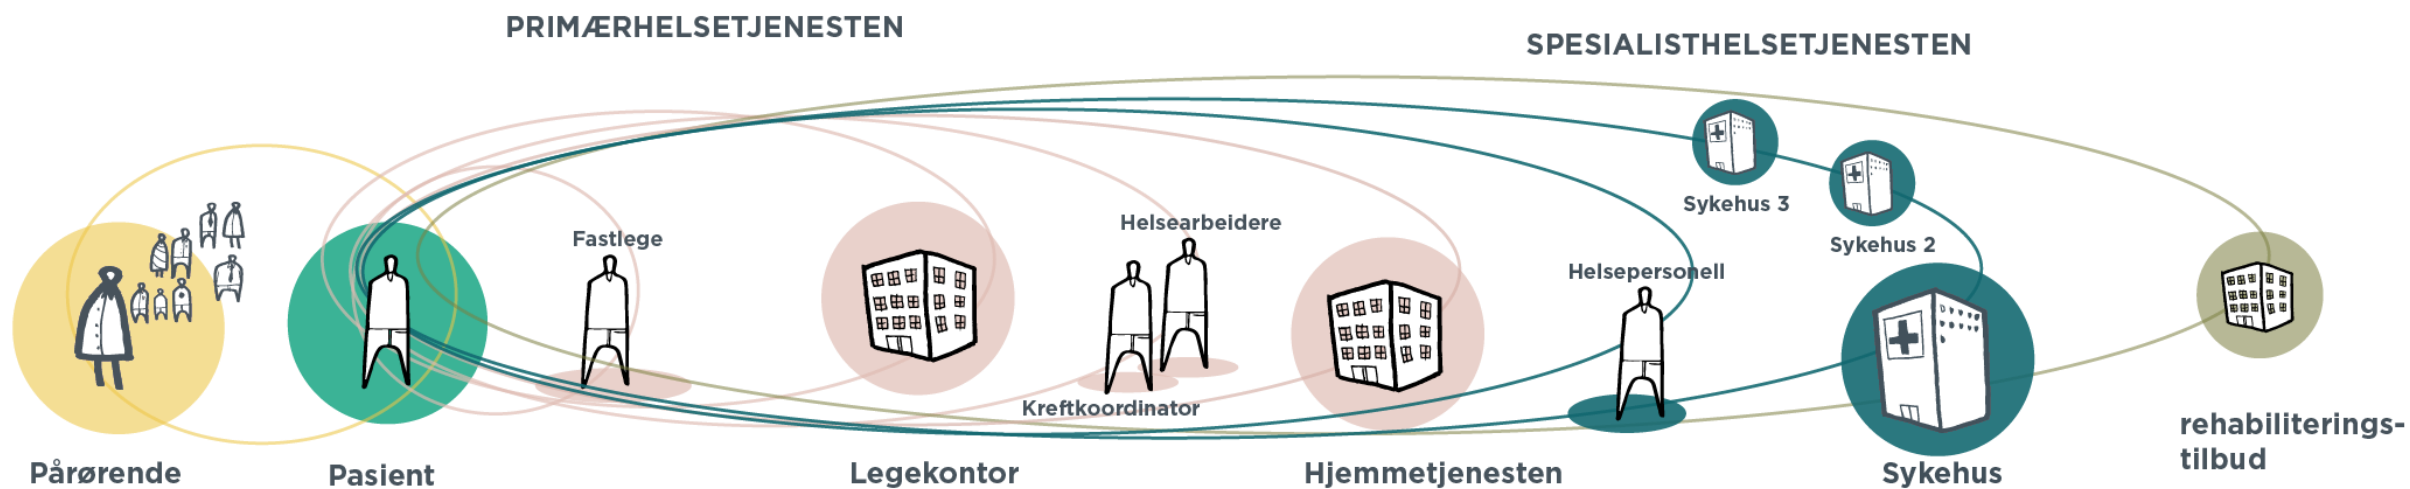 PRIMÆRHELSETJENESTEN
SPESIALISTHELSETJENESTEN
Sykehus 3
Sykehus 2
Fastlege
Helsearbeidere
Helsepersonell
Kreftkoordinator
Pårørende
Pasient
Legekontor
Hjemmetjenesten
Sykehus
rehabiliterings-
tilbud